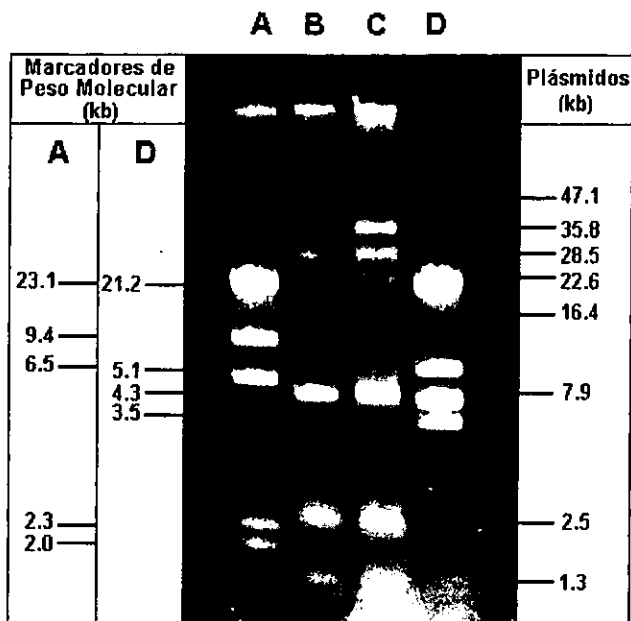 A B C D
Marcadores de
Peso Molecular
(kb)
A D
23.1
9.4
6.5
2.3
2.0
21.2
5.1
4.3
3.5
Plásmidos
(kb)
47.1
35.8
28.5
22.6
16.4
7.9
2.5
1.3